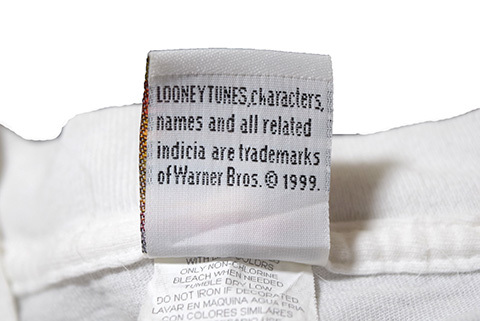 LOONEY TUNES, characters,
names and all related
indicia are trademarks
of Warner Bros. © 1999.
COLORS
ONLY NON-CHLORINE
BLEACH WHEN NEEDED
TUMBLE DRY LOW
DO NOT IRON IF DECORATED
LAVAR EN MAQUINA AGUA FRIA
CON COLORES SIMILARES